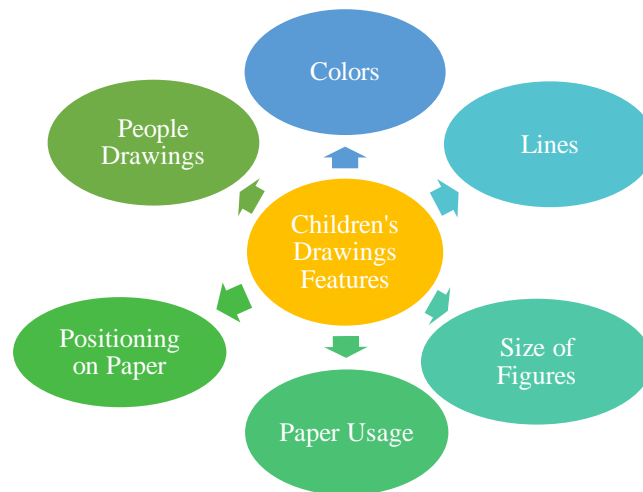 Colors
Lines
Size of
Figures
Paper Usage
Positioning
on Paper
People
Drawings
Children's
Drawings
Features